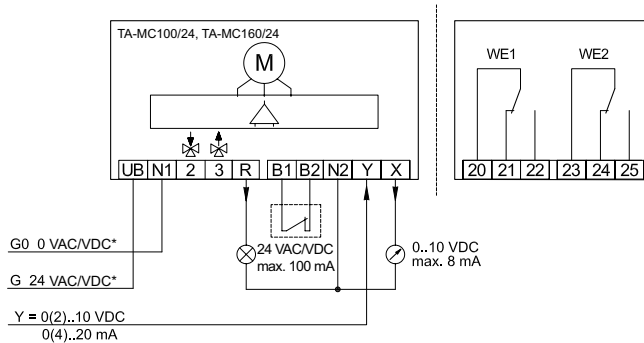 TA-MC100/24, TA-MC160/24
M
WE1 WE2
UB N1 2 3 R B1 B2 N2 Y X
20 21 22 23 24 25
G0 0 VAC/VDC*
24 VAC/VDC
max. 100 mA
0..10 VDC
max. 8 mA
G 24 VAC/VDC*
Y = 0(2)..10 VDC
0(4)..20 mA